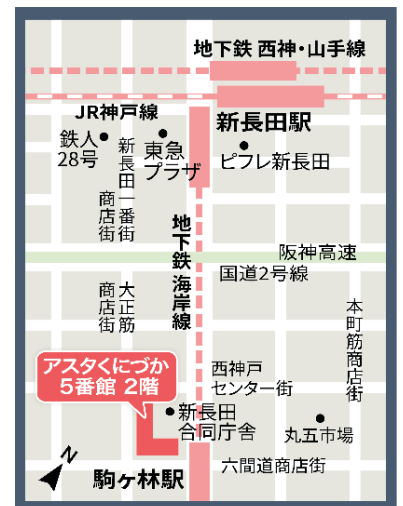 地下鉄 西神・山手線
JR神戸線
新長田駅
鉄人
28号
新長田一番街
商店街
東急
プラザ
ピフレ新長田
地下鉄 海岸線
阪神高速
国道2号線
大正筋
商店街
本町筋商店街
アスタくにづか
5番館 2階
西神戸
センター街
新長田
合同庁舎
丸五市場
六間道商店街
駒ヶ林駅
N